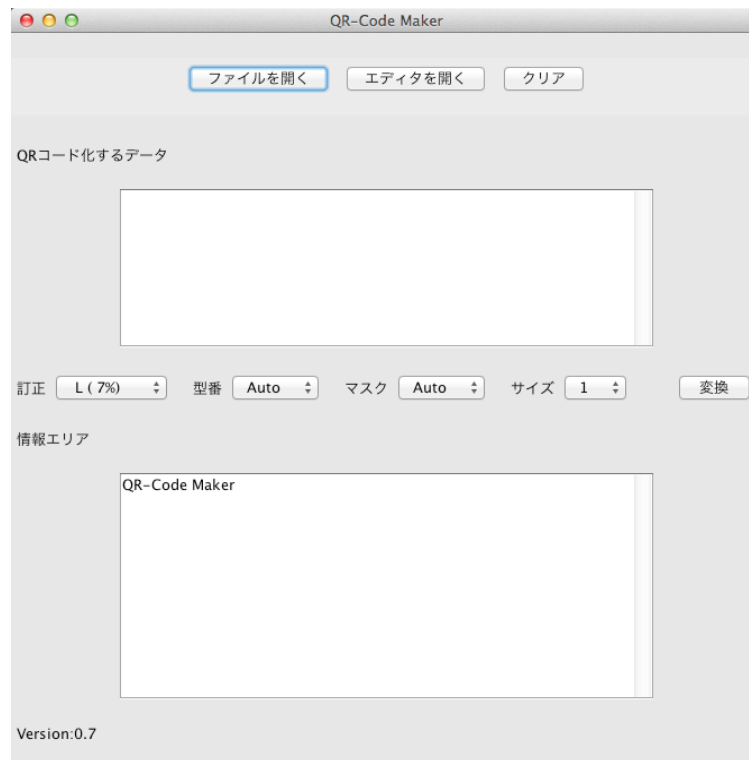 QR-Code Maker
ファイルを開く エディタを開く クリア
QRコード化するデータ
訂正 L ( 7%) 型番 Auto マスク Auto サイズ 1 変換
情報エリア
QR-Code Maker
Version:0.7